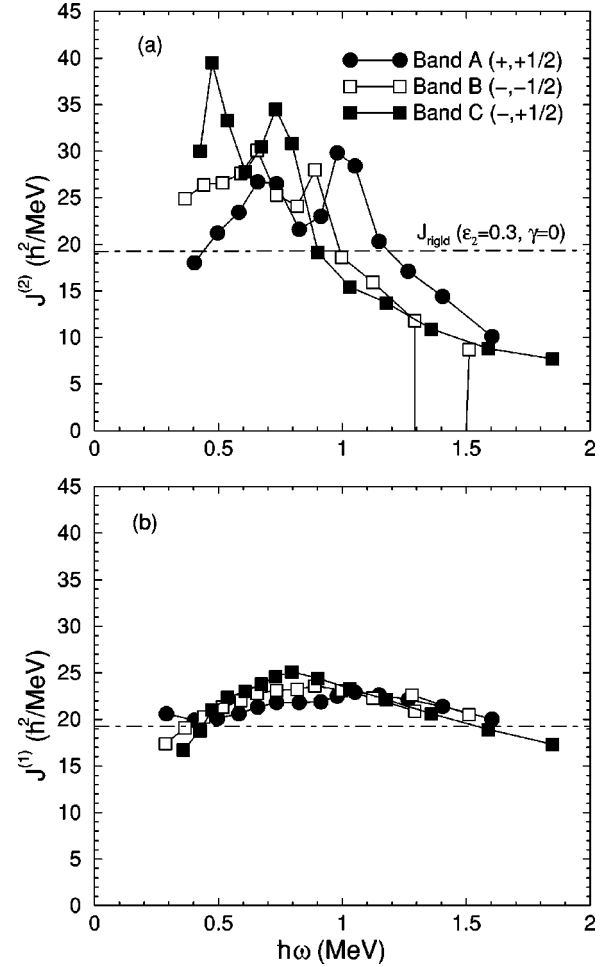 45
40
35
30
25
20
15
10
5
0
(a)
Band A (+,+1/2)
Band B (−,−1/2)
Band C (−,+1/2)
J_rigid (ε₂=0.3, γ=0)
J⁽²⁾ (ħ²/MeV)
0 0.5 1 1.5 2
45
40
35
30
25
20
15
10
5
0
(b)
J⁽¹⁾ (ħ²/MeV)
0 0.5 1 1.5 2
ħω (MeV)